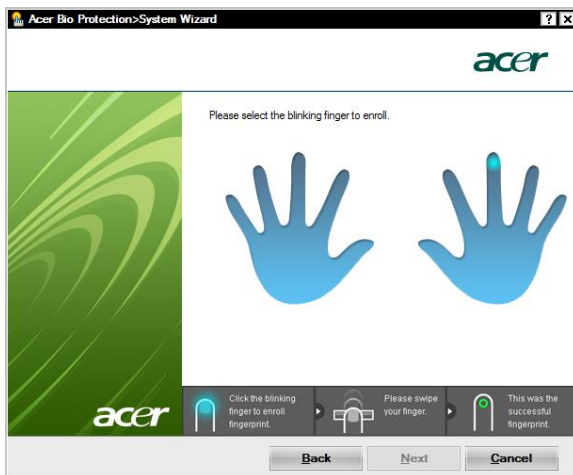 Acer Bio Protection>System Wizard
acer
Please select the blinking finger to enroll.
acer
Click the blinking
finger to enroll
fingerprint.
Please swipe
your finger.
This was the
successful
fingerprint.
Back
Next
Cancel